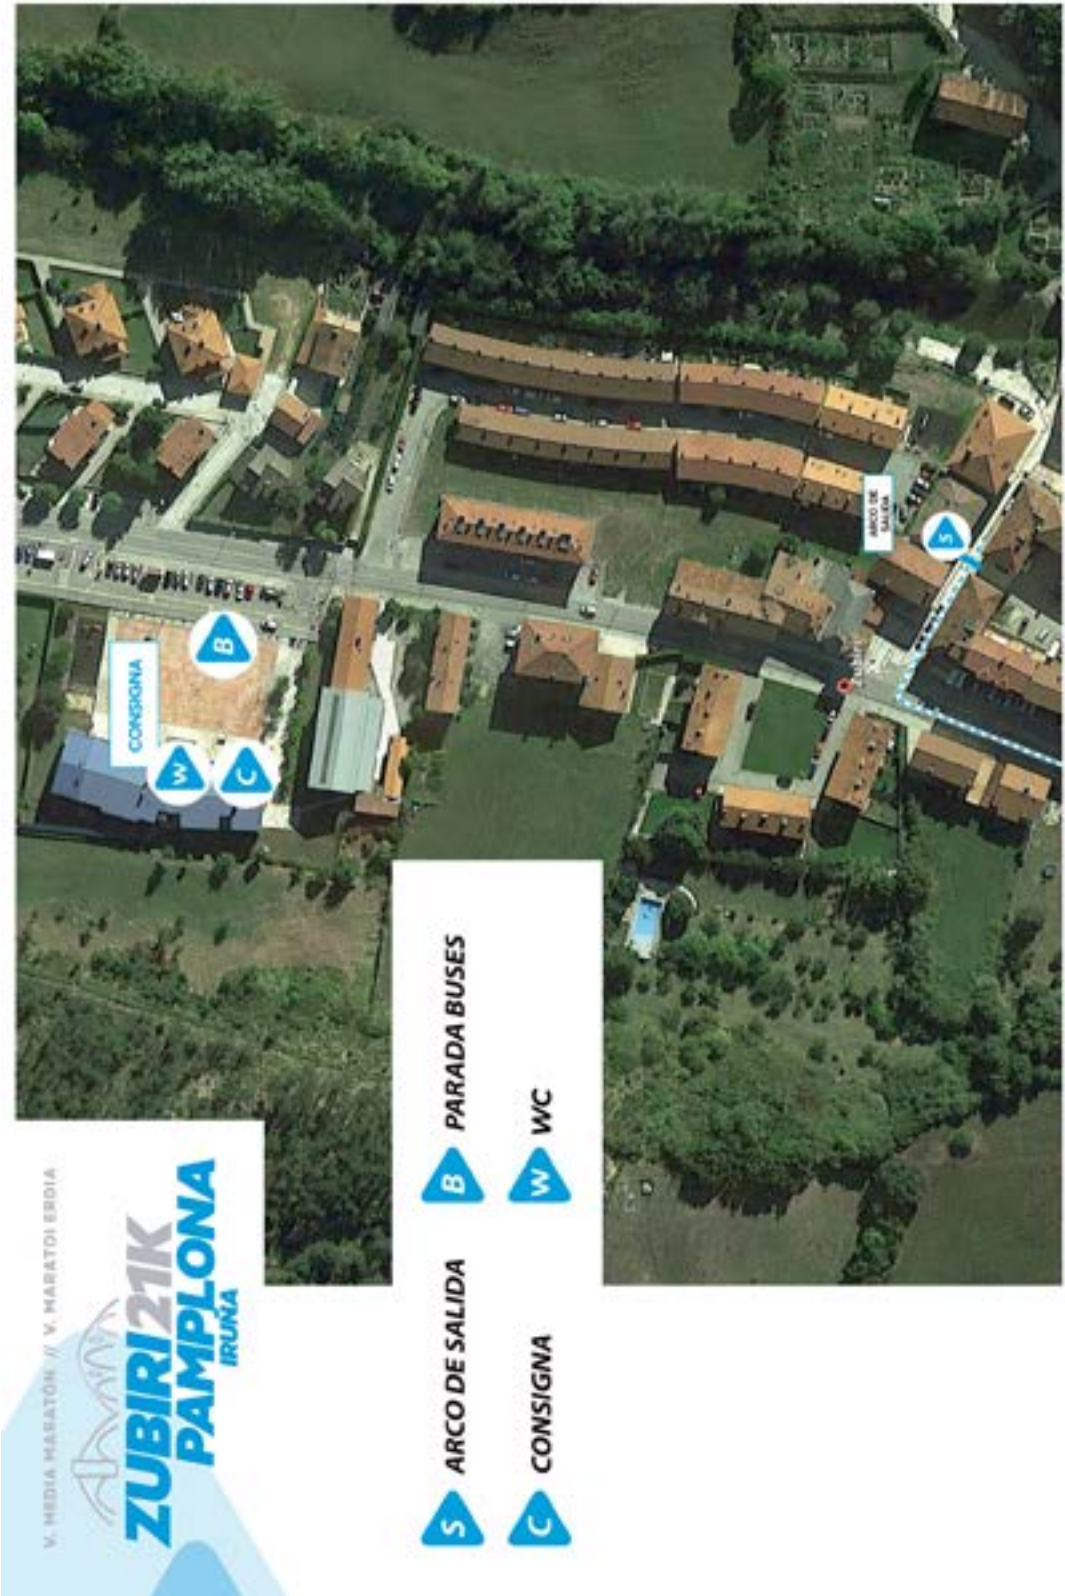 V. MEDIA MARATÓN // V. MARATOI ERDIA
ZUBIRI 21K
PAMPLONA
IRUÑA
S ARCO DE SALIDA
B PARADA BUSES
C CONSIGNA
W WC
CONSIGNA
W
C
B
ARCO DE
SALIDA
S
Zubiri